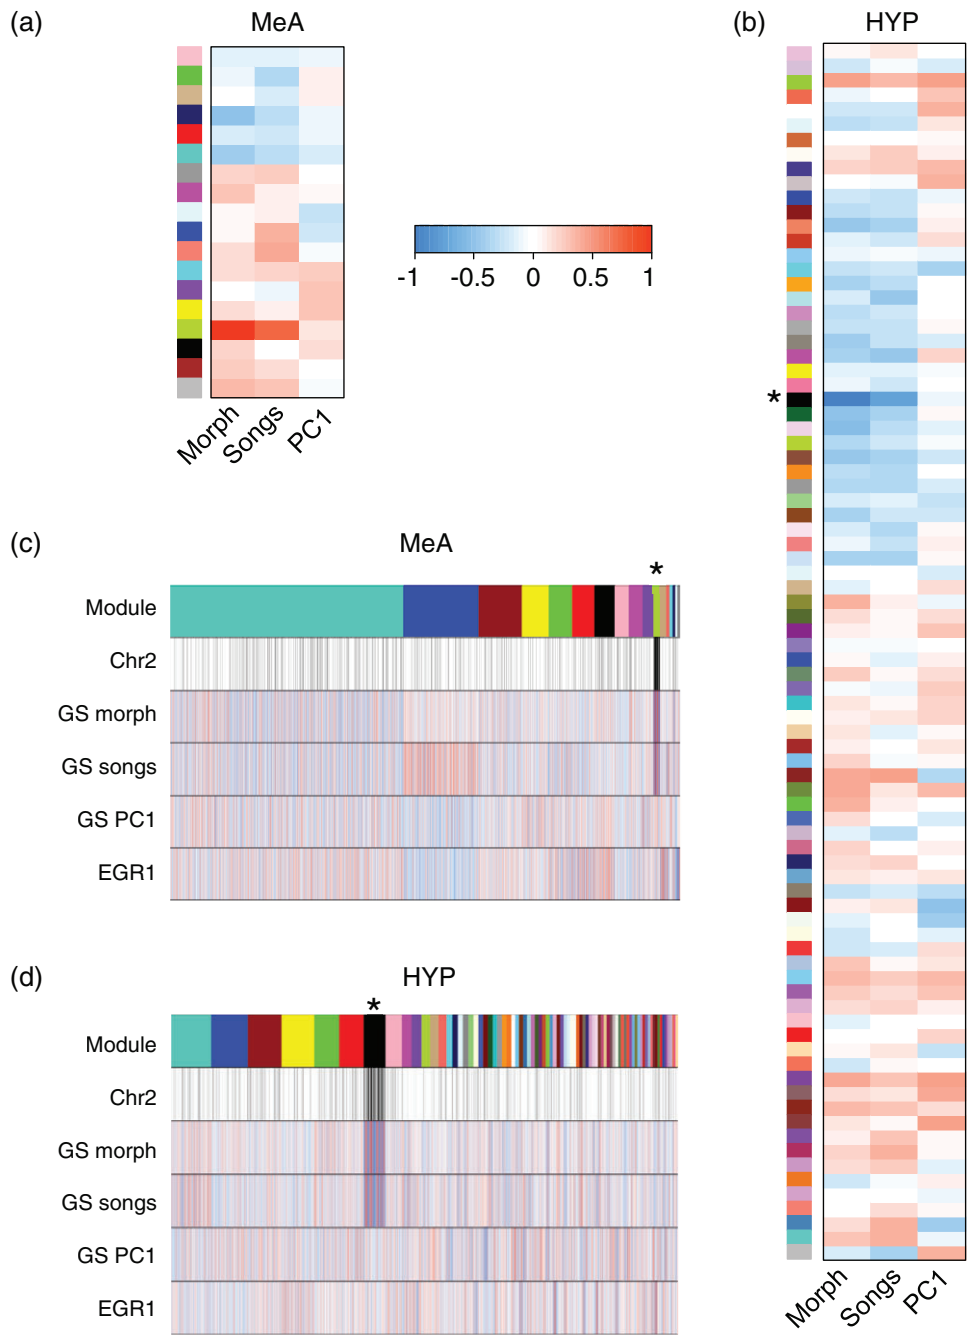 (a)
MeA
Morph
Songs
PC1
-1
-0.5
0
0.5
1
(b)
HYP
*
Morph
Songs
PC1
(c)
MeA
*
Module
Chr2
GS morph
GS songs
GS PC1
EGR1
(d)
HYP
*
Module
Chr2
GS morph
GS songs
GS PC1
EGR1